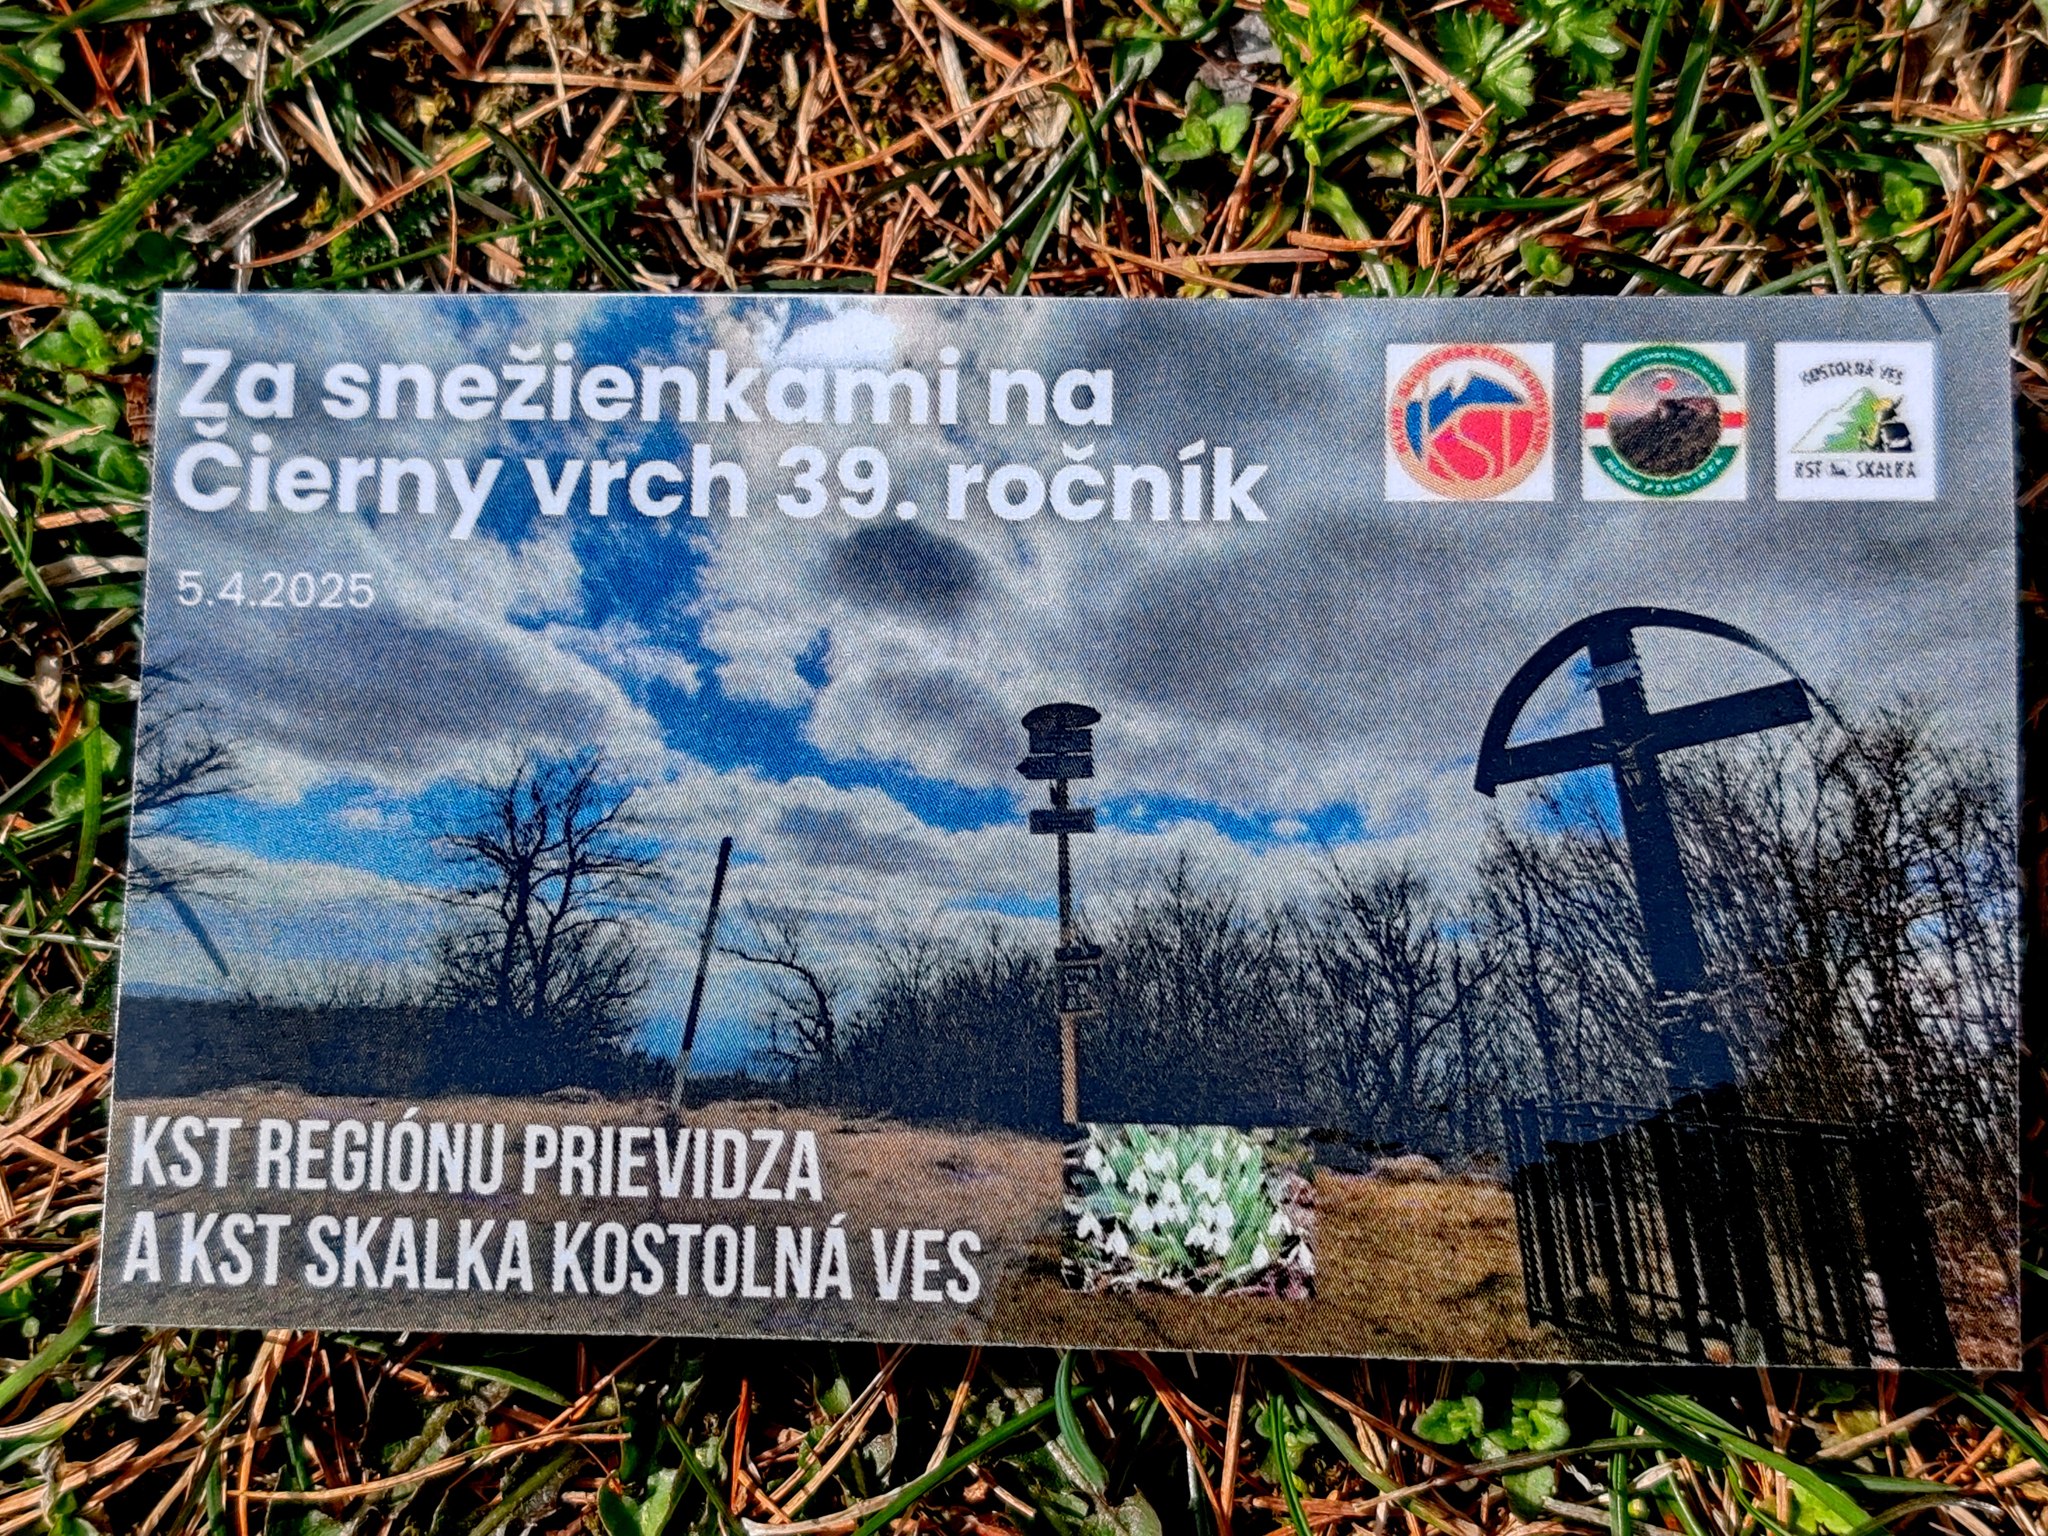 Za snežienkami na
Čierny vrch 39. ročník
5.4.2025
KST
KOSTOLNÁ VES
KST SKALKA
KST REGIÓNU PRIEVIDZA
A KST SKALKA KOSTOLNÁ VES